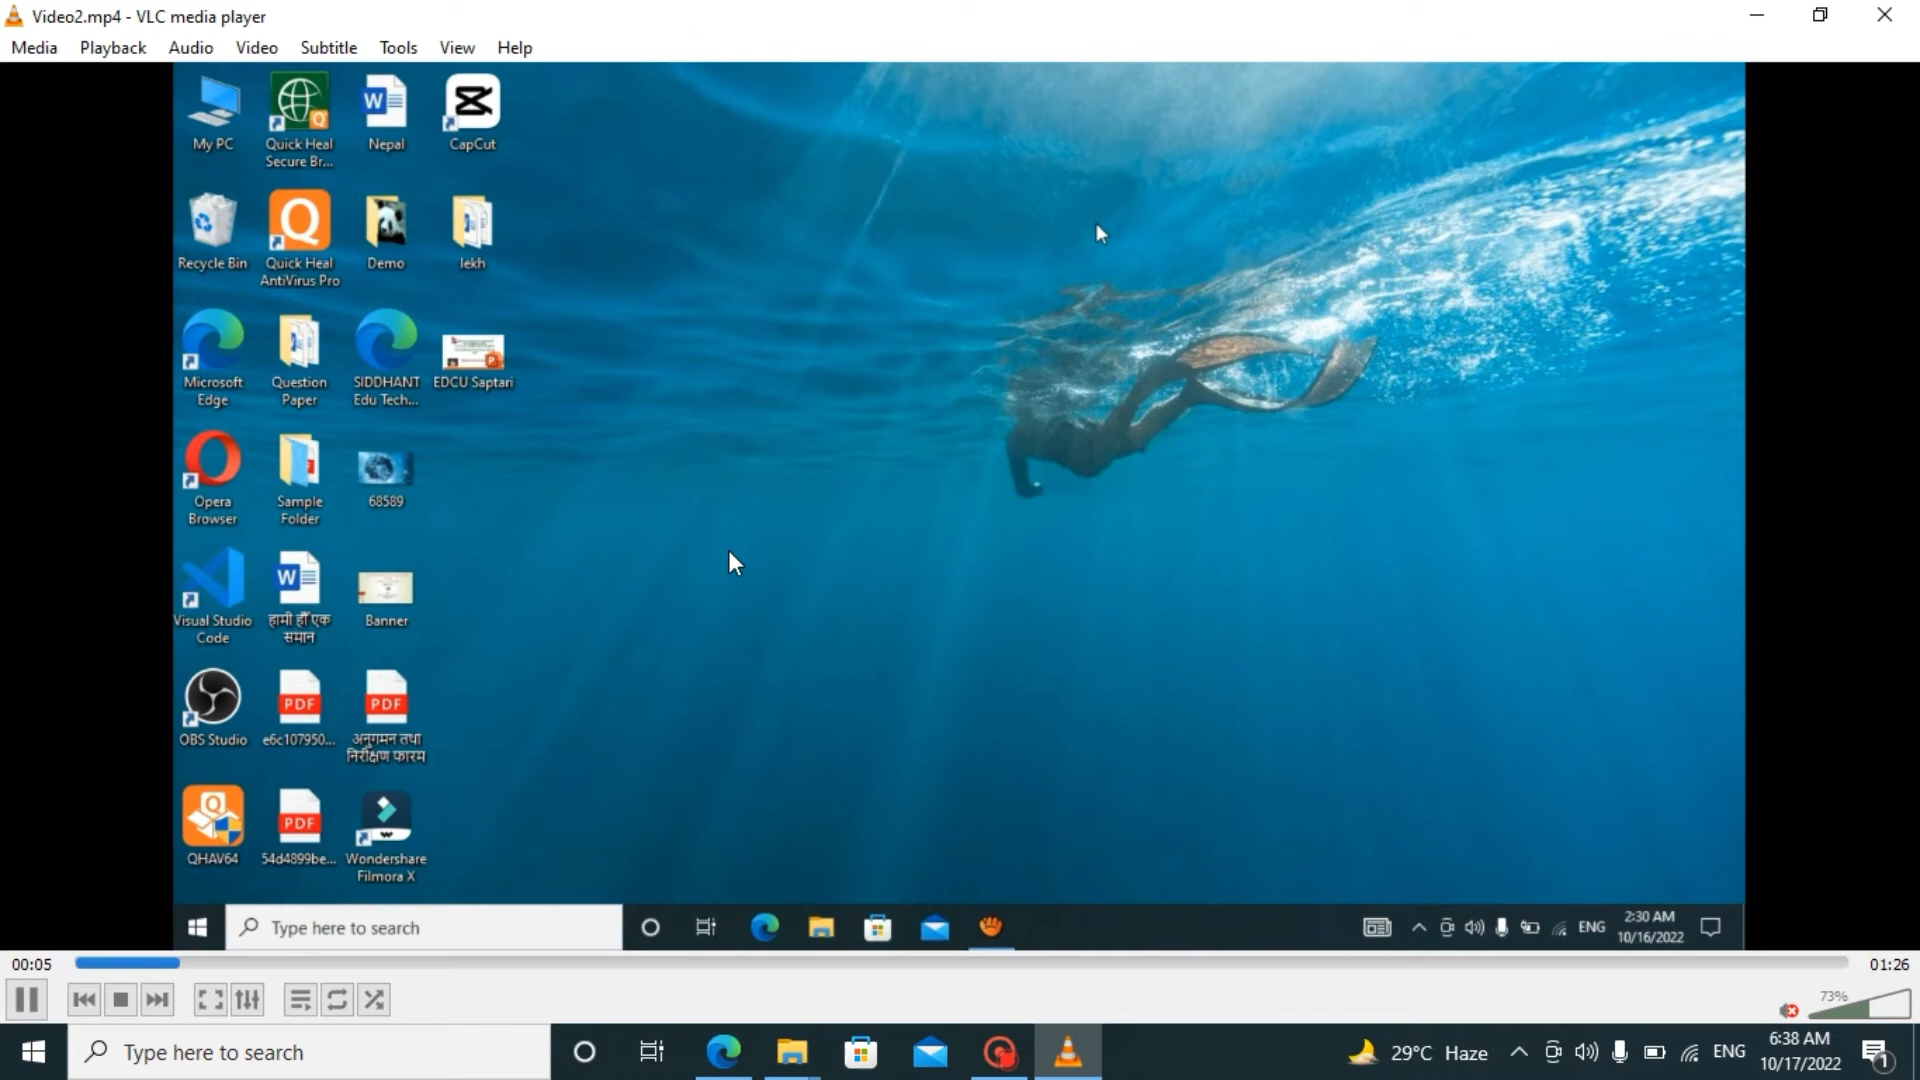 Video2.mp4 - VLC media player
Media Playback Audio Video Subtitle Tools View Help
My PC
Quick Heal
Secure Br...
Nepal
CapCut
Recycle Bin
Quick Heal
AntiVirus Pro
Demo
lekh
Microsoft
Edge
Question
Paper
SIDDHANT
Edu Tech...
EDCU Saptari
Opera
Browser
Sample
Folder
68589
Visual Studio
Code
हामी हौँ एक
समान
Banner
OBS Studio
e6c107950...
अनुगमन तथा
निरीक्षण फारम
QHAV64
54d4899be...
Wondershare
Filmora X
PDF
PDF
PDF
Type here to search
ENG
2:30 AM
10/16/2022
00:05
01:26
73%
Type here to search
29°C Haze
ENG
6:38 AM
10/17/2022
1